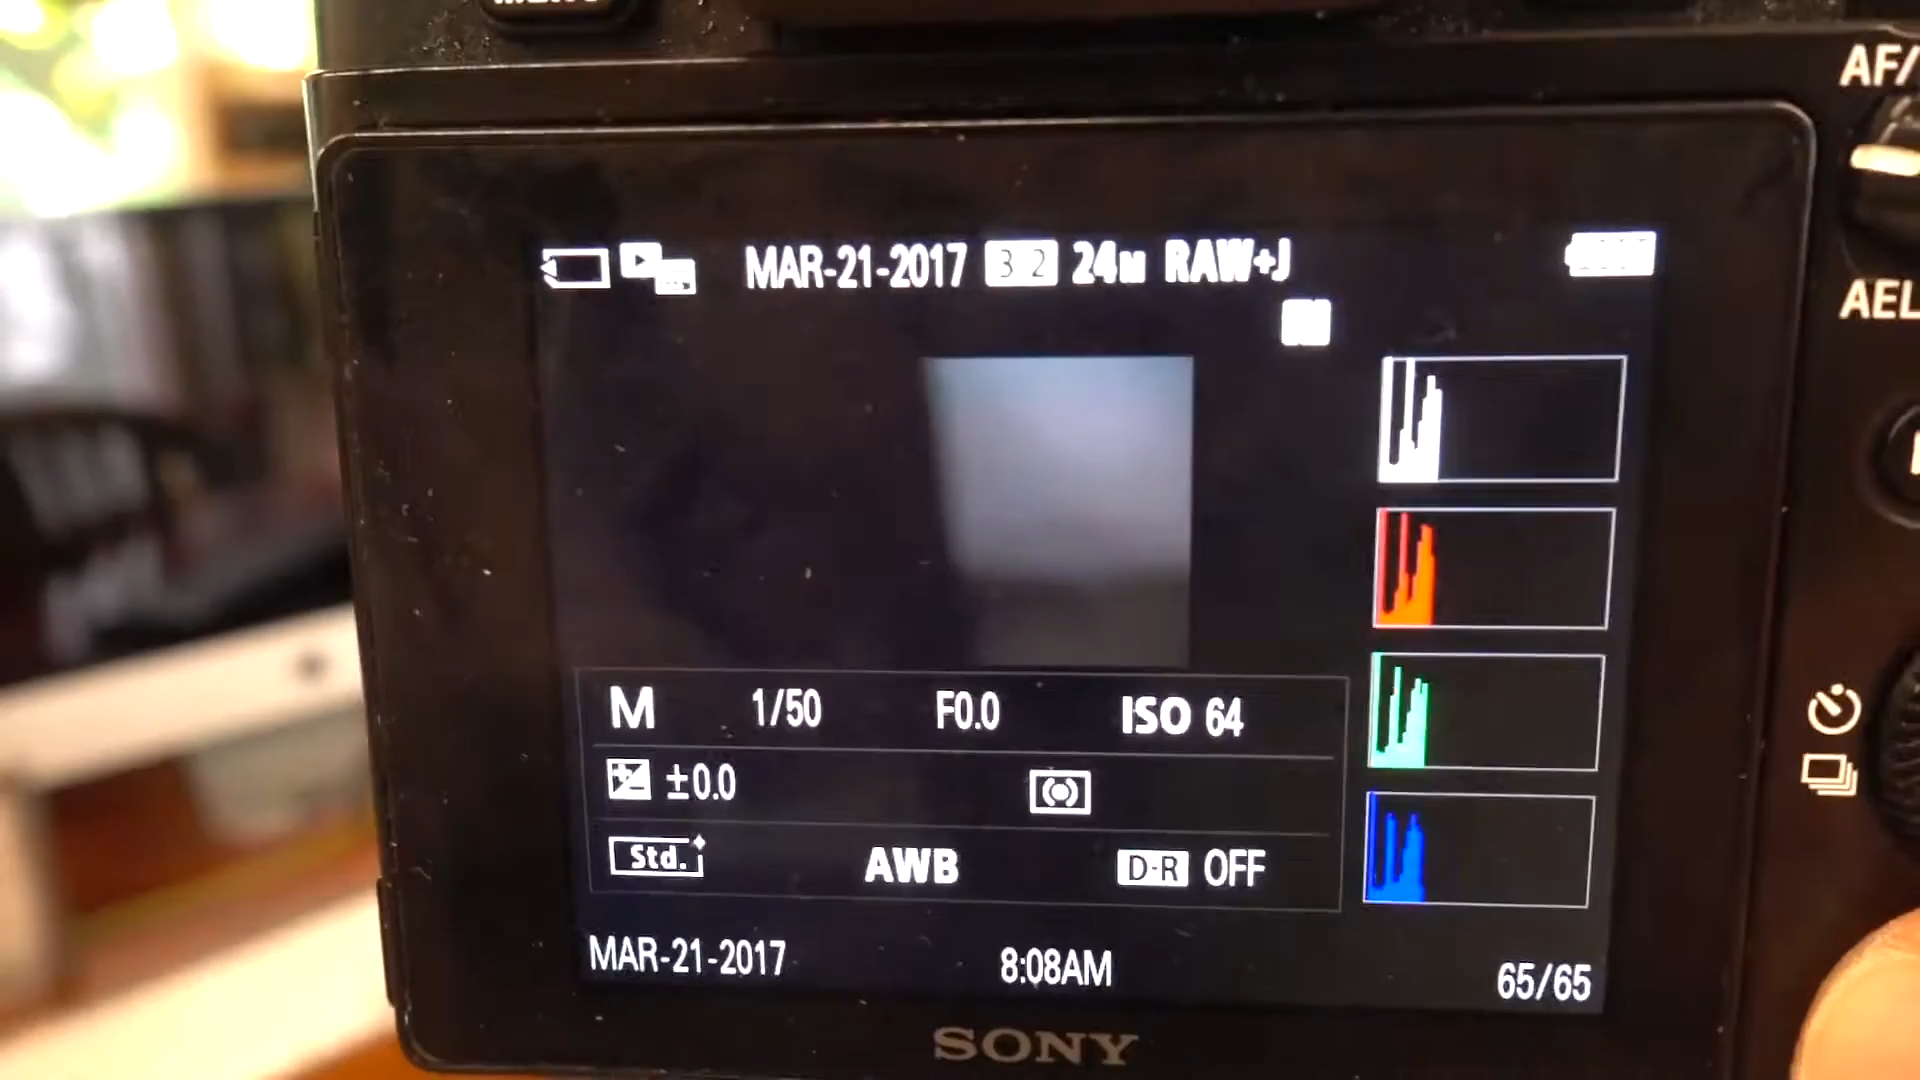 MAR-21-2017 3 2 24M RAW+J
AF/
AEL
M 1/50 F0.0 ISO 64
±0.0
Std. AWB D-R OFF
MAR-21-2017 8:08AM 65/65
SONY